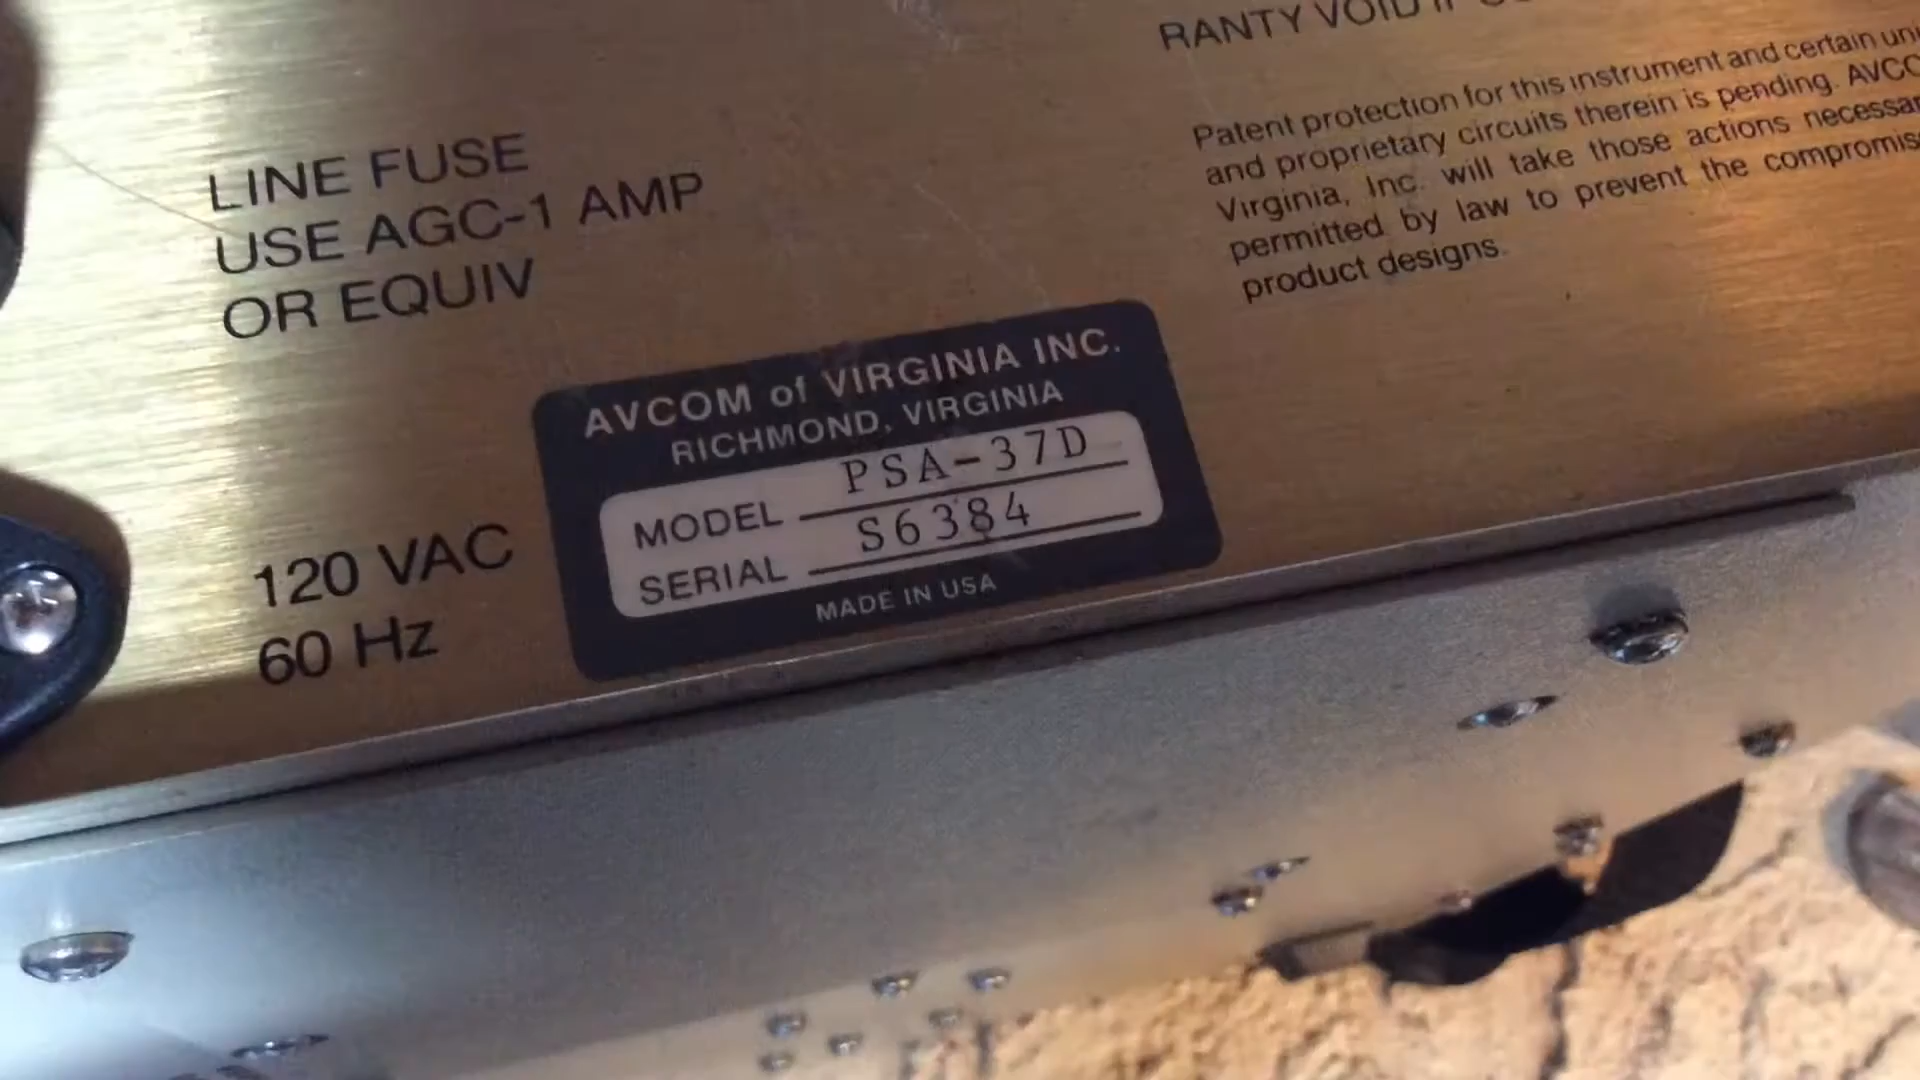 LINE FUSE
USE AGC-1 AMP
OR EQUIV
120 VAC
60 Hz
AVCOM of VIRGINIA INC.
RICHMOND, VIRGINIA
MODEL PSA-37D
SERIAL S6384
MADE IN USA
RANTY VOID IF
Patent protection for this instrument and certain
and proprietary circuits therein is pending.
Virginia, Inc. will take those actions
permitted by law to prevent the
product designs.